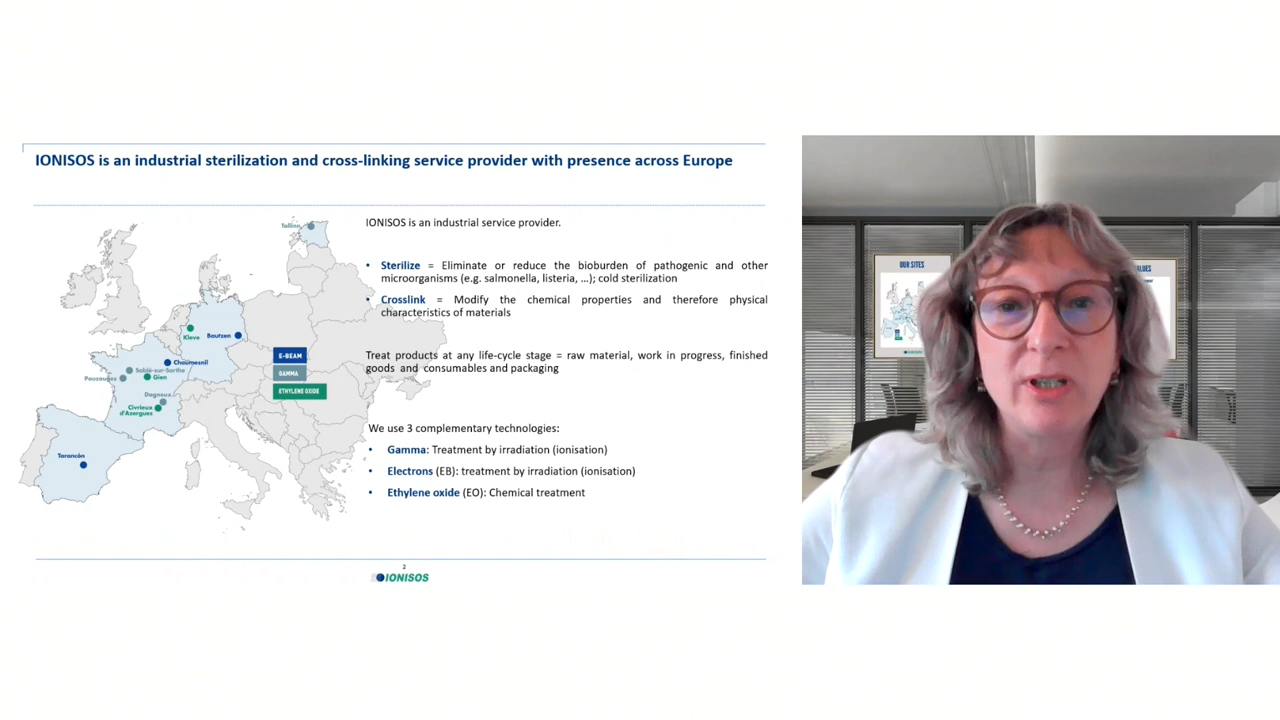 IONISOS is an industrial sterilization and cross-linking service provider with presence across Europe
Tallinn
Kleve
Bautzen
Chaumesnil
Sablé-sur-Sarthe
Pouzauges
Gien
Dagneux
Civrieux
d'Azergues
Tarancón
E-BEAM
GAMMA
ETHYLENE OXIDE
IONISOS is an industrial service provider.
• Sterilize = Eliminate or reduce the bioburden of pathogenic and other
microorganisms (e.g. salmonella, listeria, …); cold sterilization
• Crosslink = Modify the chemical properties and therefore physical
characteristics of materials
Treat products at any life-cycle stage = raw material, work in progress, finished
goods and consumables and packaging
We use 3 complementary technologies:
• Gamma: Treatment by irradiation (ionisation)
• Electrons (EB): treatment by irradiation (ionisation)
• Ethylene oxide (EO): Chemical treatment
2
IONISOS
OUR SITES